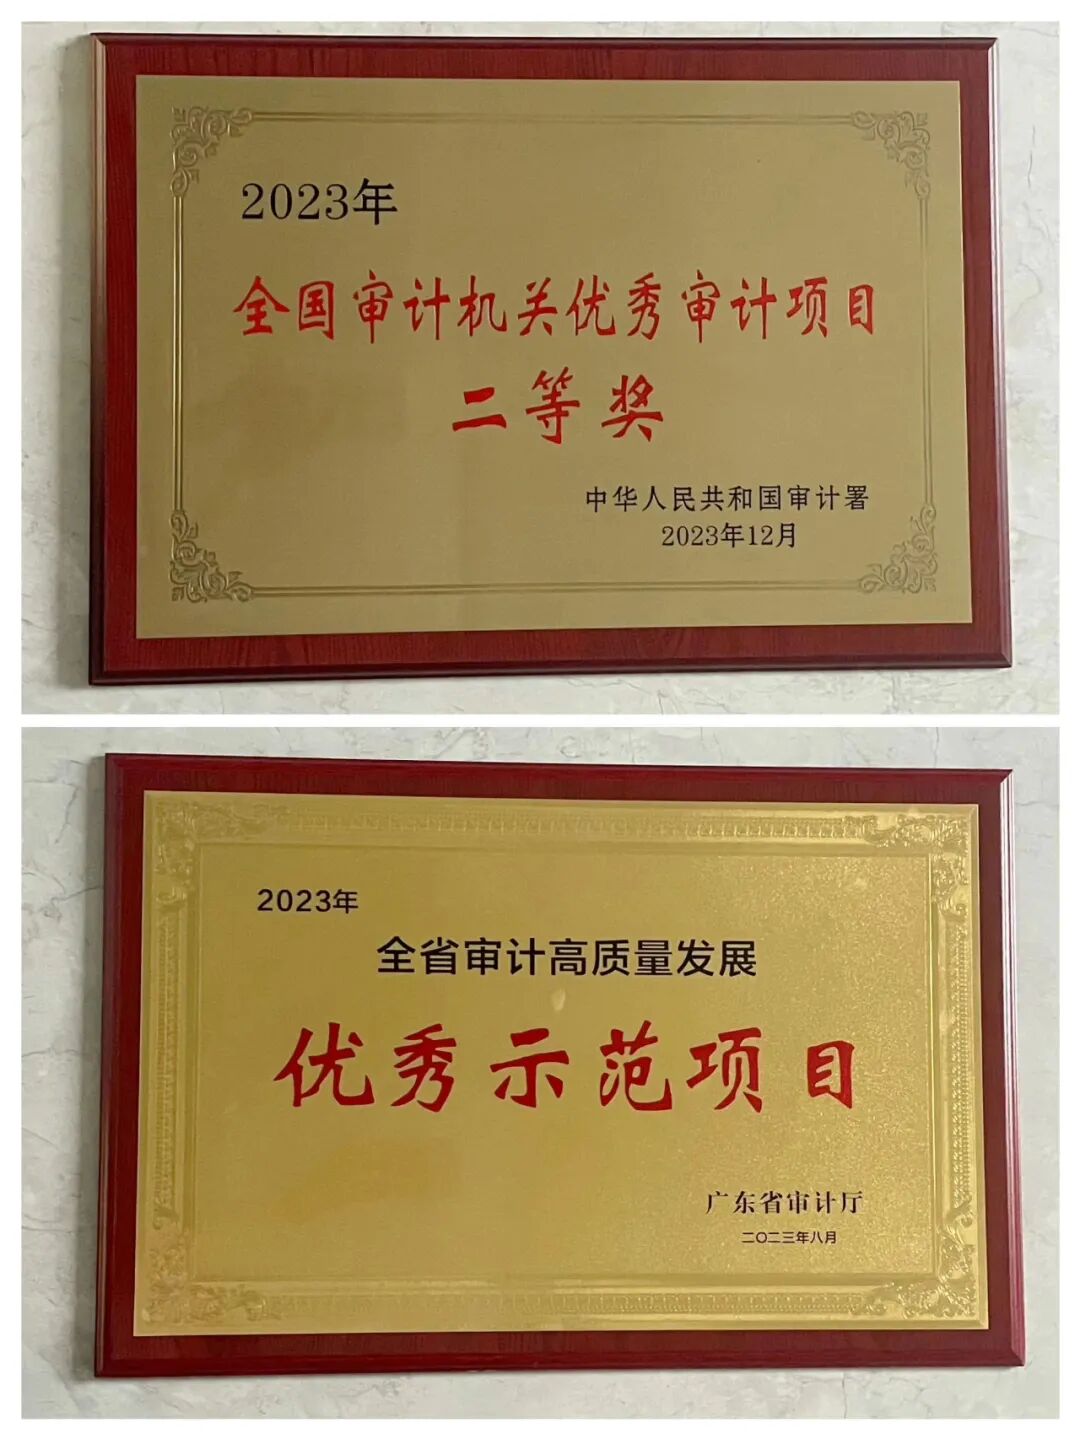 2023年
全国审计机关优秀审计项目
二等奖
中华人民共和国审计署
2023年12月
2023年
全省审计高质量发展
优秀示范项目
广东省审计厅
二〇二三年八月